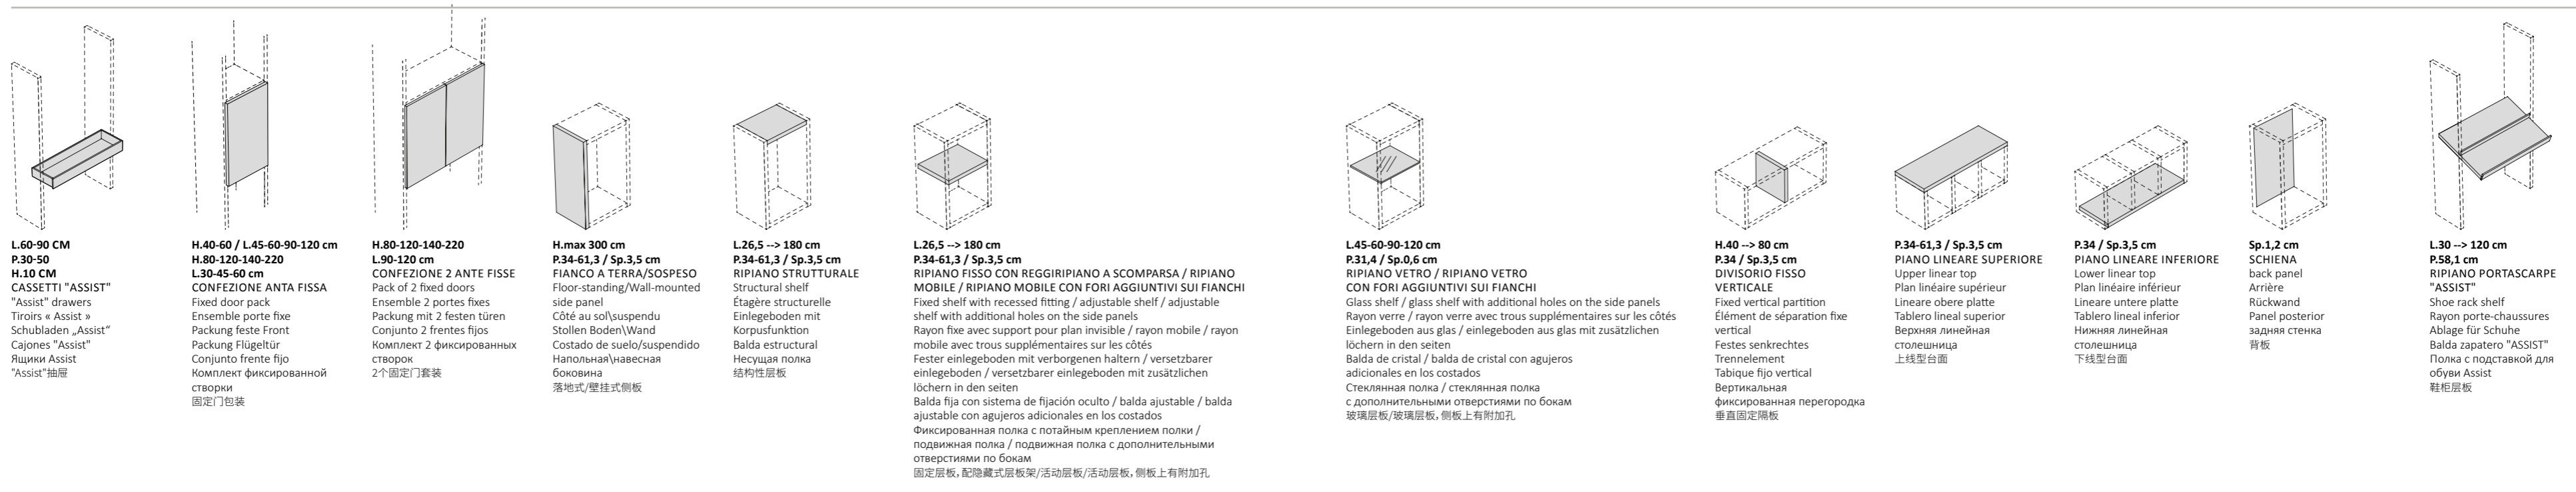 L.60-90 CM
P.30-50
H.10 CM
CASSETTI "ASSIST"
"Assist" drawers
Tiroirs « Assist »
Schubladen „Assist“
Cajones "Assist"
Ящики Assist
"Assist"抽屉
H.40-60 / L.45-60-90-120 cm
H.80-120-140-220
L.30-45-60 cm
CONFEZIONE ANTA FISSA
Fixed door pack
Ensemble porte fixe
Packung feste Front
Packung Flügeltür
Conjunto frente fijo
Комплект фиксированной
створки
固定门包装
H.80-120-140-220
L.90-120 cm
CONFEZIONE 2 ANTE FISSE
Pack of 2 fixed doors
Ensemble 2 portes fixes
Packung mit 2 festen türen
Conjunto 2 frentes fijos
Комплект 2 фиксированных
створок
2个固定门套装
H.max 300 cm
P.34-61,3 / Sp.3,5 cm
FIANCO A TERRA/SOSPESO
Floor-standing/Wall-mounted
side panel
Côté au sol\suspendu
Stollen Boden\Wand
Costado de suelo/suspendido
Напольная\навесная
боковина
落地式/壁挂式侧板
L.26,5 --> 180 cm
P.34-61,3 / Sp.3,5 cm
RIPIANO STRUTTURALE
Structural shelf
Étagère structurelle
Einlegeboden mit
Korpusfunktion
Balda estructural
Несущая полка
结构性层板
L.26,5 --> 180 cm
P.34-61,3 / Sp.3,5 cm
RIPIANO FISSO CON REGGIRIPIANO A SCOMPARSA / RIPIANO
MOBILE / RIPIANO MOBILE CON FORI AGGIUNTIVI SUI FIANCHI
Fixed shelf with recessed fitting / adjustable shelf / adjustable
shelf with additional holes on the side panels
Rayon fixe avec support pour plan invisible / rayon mobile / rayon
mobile avec trous supplémentaires sur les côtés
Fester einlegeboden mit verborgenen haltern / versetzbarer
einlegeboden / versetzbarer einlegeboden mit zusätzlichen
löchern in den seiten
Balda fija con sistema de fijación oculto / balda ajustable / balda
ajustable con agujeros adicionales en los costados
Фиксированная полка с потайным креплением полки /
подвижная полка / подвижная полка с дополнительными
отверстиями по бокам
固定层板，配隐藏式层板架/活动层板/活动层板，侧板上有附加孔
L.45-60-90-120 cm
P.31,4 / Sp.0,6 cm
RIPIANO VETRO / RIPIANO VETRO
CON FORI AGGIUNTIVI SUI FIANCHI
Glass shelf / glass shelf with additional holes on the side panels
Rayon verre / rayon verre avec trous supplémentaires sur les côtés
Einlegeboden aus glas / einlegeboden aus glas mit zusätzlichen
löchern in den seiten
Balda de cristal / balda de cristal con agujeros
adicionales en los costados
Стеклянная полка / стеклянная полка
с дополнительными отверстиями по бокам
玻璃层板/玻璃层板，侧板上有附加孔
H.40 --> 80 cm
P.34 / Sp.3,5 cm
DIVISORIO FISSO
VERTICALE
Fixed vertical partition
Élément de séparation fixe
vertical
Festes senkrechtes
Trennelement
Tabique fijo vertical
Вертикальная
фиксированная перегородка
垂直固定隔板
P.34-61,3 / Sp.3,5 cm
PIANO LINEARE SUPERIORE
Upper linear top
Plan linéaire supérieur
Lineare obere platte
Tablero lineal superior
Верхняя линейная
столешница
上线型台面
P.34 / Sp.3,5 cm
PIANO LINEARE INFERIORE
Lower linear top
Plan linéaire inférieur
Lineare untere platte
Tablero lineal inferior
Нижняя линейная
столешница
下线型台面
Sp.1,2 cm
SCHIENA
back panel
Arrière
Rückwand
Panel posterior
задняя стенка
背板
L.30 --> 120 cm
P.58,1 cm
RIPIANO PORTASCARPE
"ASSIST"
Shoe rack shelf
Rayon porte-chaussures
Ablage für Schuhe
Balda zapatero "ASSIST"
Полка с подставкой для
обуви Assist
鞋柜层板